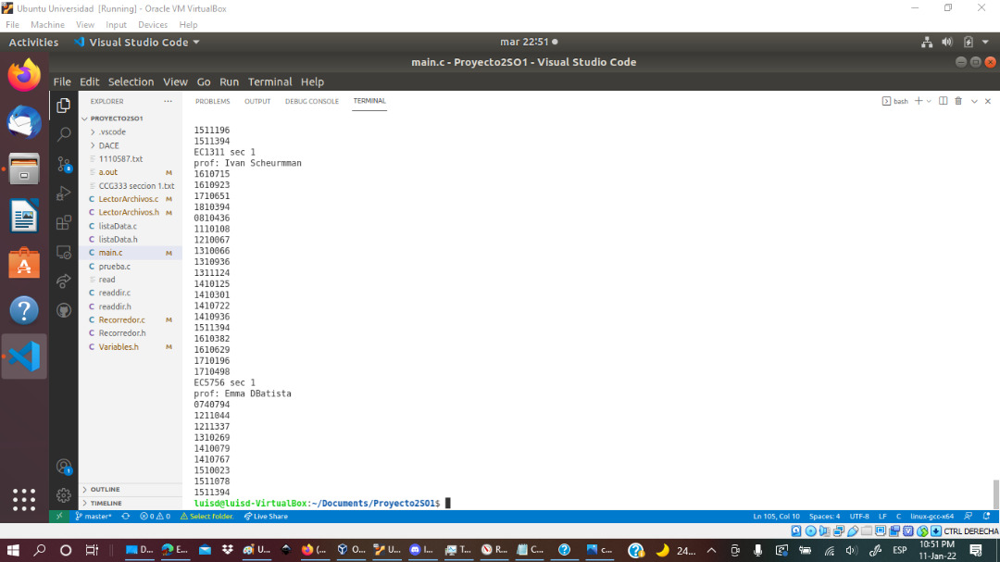 Ubuntu Universidad [Running] - Oracle VM VirtualBox
File Machine View Input Devices Help
Activities Visual Studio Code mar 22:51
main.c - Proyecto2SO1 - Visual Studio Code
File Edit Selection View Go Run Terminal Help
EXPLORER
PROYECTO2SO1
.vscode
DACE
1110587.txt
a.out M
CCG333 seccion 1.txt
LectorArchivos.c M
LectorArchivos.h M
listaData.c
listaData.h
main.c M
prueba.c
read
readdir.c
readdir.h
Recorredor.c M
Recorredor.h
Variables.h M
OUTLINE
TIMELINE
PROBLEMS OUTPUT DEBUG CONSOLE TERMINAL
bash
1511196
1511394
EC1311 sec 1
prof: Ivan Scheurmman
1610715
1610923
1710651
1810394
0810436
1110108
1210067
1310066
1310936
1311124
1410125
1410301
1410722
1410936
1511394
1610382
1610629
1710196
1710498
EC5756 sec 1
prof: Emma DBatista
0740794
1211044
1211337
1310269
1410079
1410767
1510023
1511078
1511394
luisd@luisd-VirtualBox:~/Documents/Proyecto2SO1$
master* 0 0 Select folder. Live Share Ln 105, Col 10 Spaces: 4 UTF-8 LF C linux-gcc-x64
CTRL DERECHA
D... E... U... (... O... U... I... T... R... C... c... 24... ESP 10:51 PM
11-Jan-22